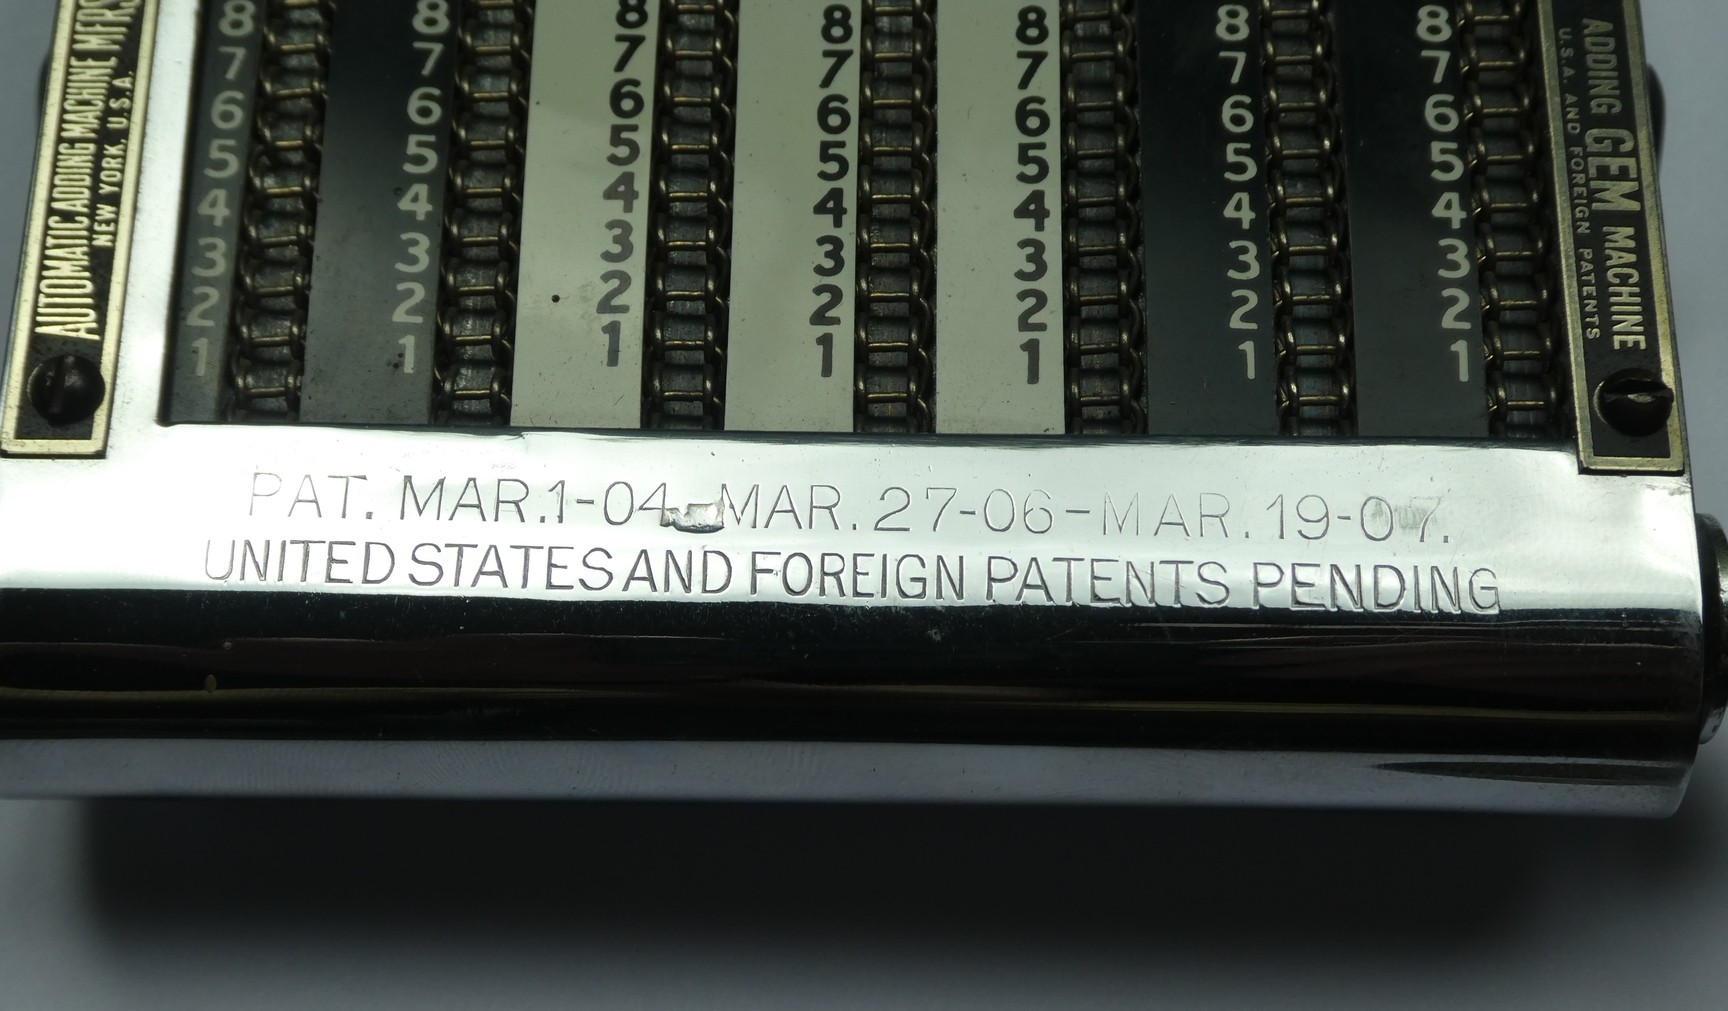 AUTOMATIC ADDING MACHINE MFRS
NEW YORK, U.S.A.
8 8 8 8 8 8 8
7 7 7 7 7 7 7
6 6 6 6 6 6 6
5 5 5 5 5 5 5
4 4 4 4 4 4 4
3 3 3 3 3 3 3
2 2 2 2 2 2 2
1 1 1 1 1 1 1
ADDING GEM MACHINE
U.S.A. AND FOREIGN PATENTS
PAT. MAR.1-04-MAR.27-06-MAR.19-07.
UNITED STATES AND FOREIGN PATENTS PENDING